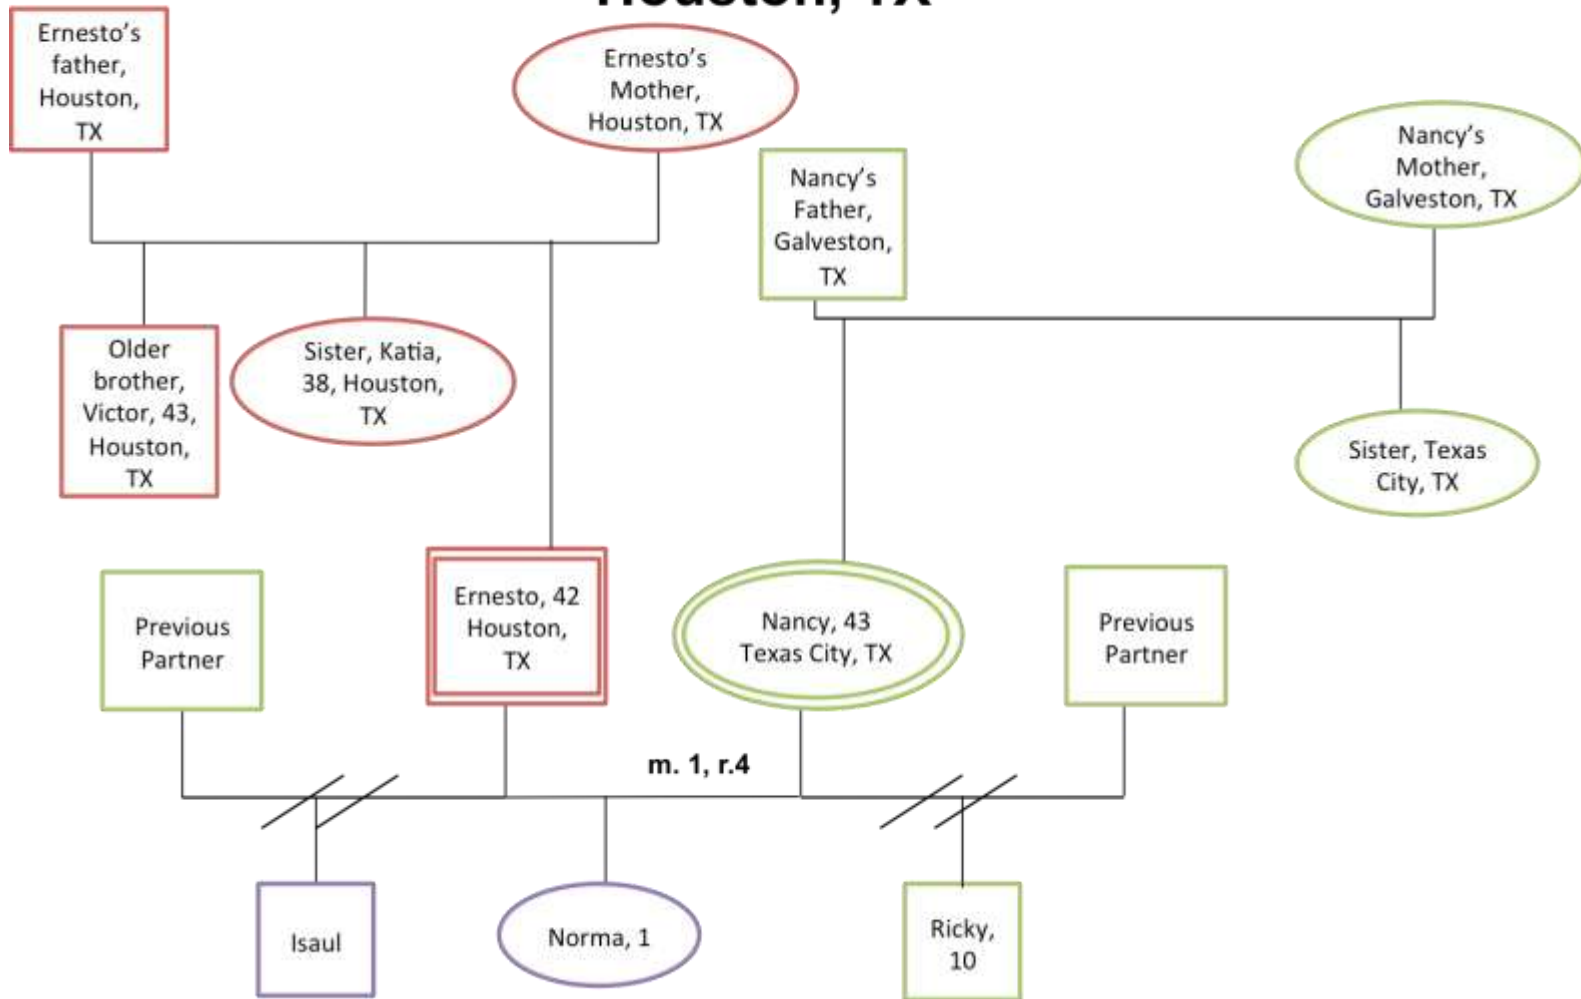 Houston, TX
Ernesto’s
father,
Houston,
TX
Ernesto’s
Mother,
Houston, TX
Nancy’s
Father,
Galveston,
TX
Nancy’s
Mother,
Galveston, TX
Older
brother,
Victor, 43,
Houston,
TX
Sister, Katia,
38, Houston,
TX
Sister, Texas
City, TX
Previous
Partner
Ernesto, 42
Houston,
TX
Nancy, 43
Texas City, TX
Previous
Partner
m. 1, r.4
Isaul
Norma, 1
Ricky,
10